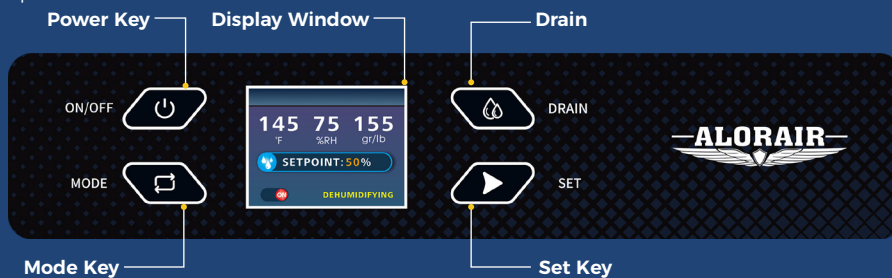 Power Key
Display Window
Drain
ON/OFF
145 75 155
°F %RH gr/lb
SETPOINT:50%
ON DEHUMIDIFYING
DRAIN
MODE
SET
ALORAIR
Mode Key
Set Key